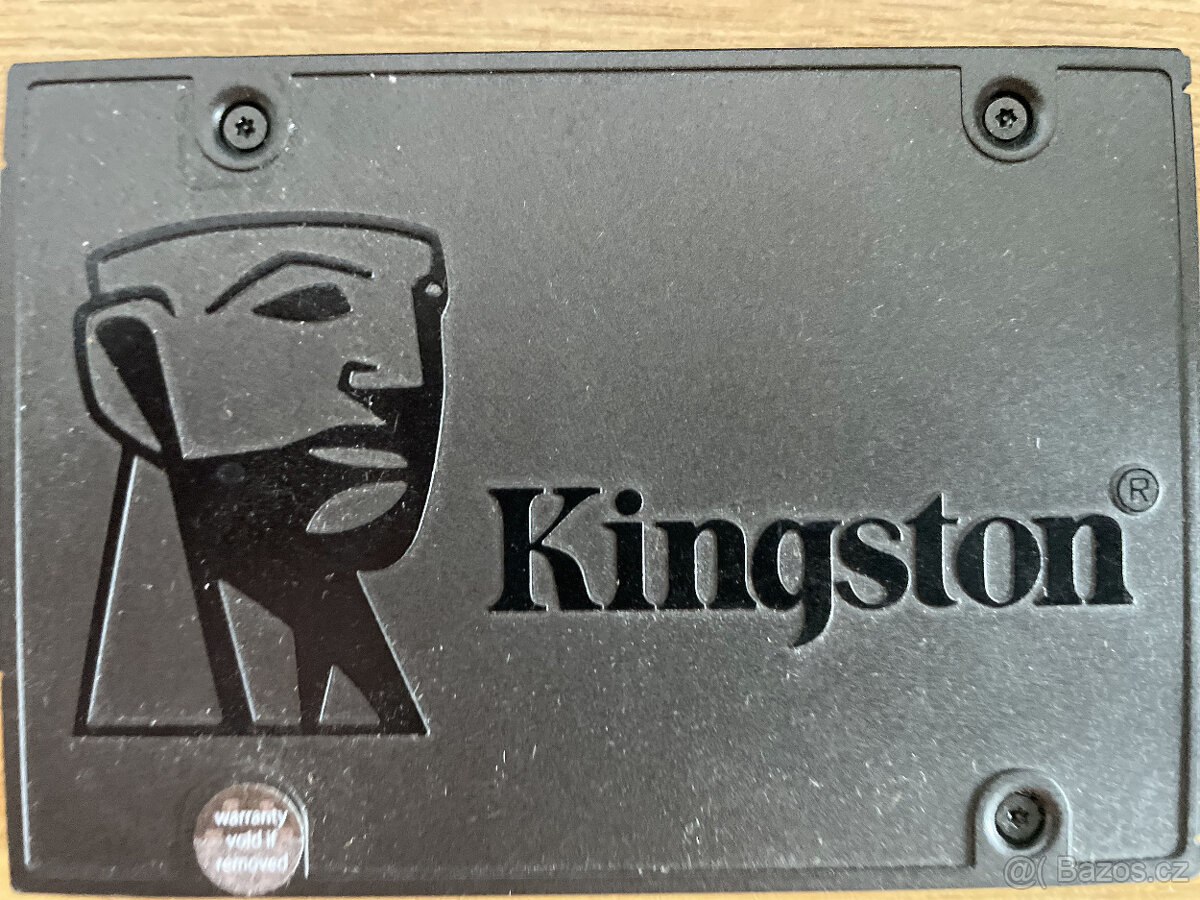 Kingston®
warranty
void if
removed
@( Bazos.cz